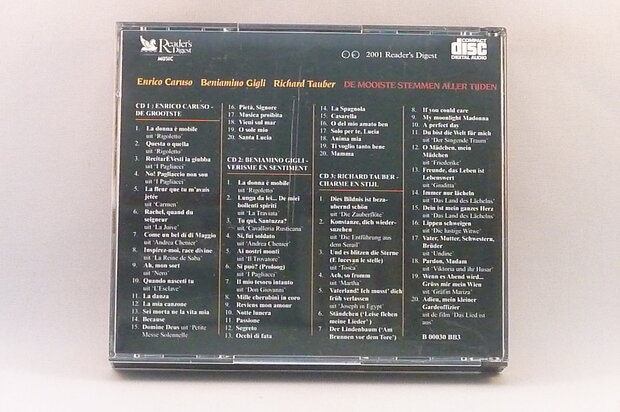 Reader's
Digest
MUSIC
2001 Reader's Digest
COMPACT
disc
DIGITAL AUDIO
Enrico Caruso Beniamino Gigli Richard Tauber DE MOOISTE STEMMEN ALLER TIJDEN
CD 1 : ENRICO CARUSO -
DE GROOTSTE
1. La donna è mobile
uit 'Rigoletto'
2. Questa o quella
uit 'Rigoletto'
3. RecitarÈVesti la giubba
uit 'I Pagliacci'
4. No! Pagliaccio non son
uit 'I Pagliacci'
5. La fleur que tu m'avais
jetée
uit 'Carmen'
6. Rachel, quand du
seigneur
uit 'La Juive'
7. Come un bel di di Maggio
uit 'Andrea Chenier'
8. Inspirez-moi, race divine
uit 'La Reine de Saba'
9. Ah, mon sort
uit 'Nero'
10. Quando nascesti tu
uit 'L'Esclave'
11. La danza
12. La mia canzone
13. Sei morta ne la vita mia
14. Because
15. Domine Deus uit 'Petite
Messe Solennelle
16. Pietà, Signore
17. Musica proibita
18. Vieni sul mar
19. O sole mio
20. Santa Lucia
CD 2: BENIAMINO GIGLI -
VERISME EN SENTIMENT
1. La donna è mobile
uit 'Rigoletto'
2. Lunga da lei... De miei
bollenti spiriti
uit 'La Traviata'
3. Tu qui, Santuzza?
uit, 'Cavalleria Rusticana'
4. Si, fui soldato
uit 'Andrea Chenier'
5. Ai nostri monti
uit 'Il Trovatore'
6. Si può? (Prolong)
uit 'I Pagliacci'
7. Il mio tesoro intanto
uit 'Don Giovanni'
8. Mille cherubini in coro
9. Reviens mon amour
10. Notte lunera
11. Passione
12. Segreto
13. Occhi di fata
14. La Spagnola
15. Casarella
16. O del mio amato ben
17. Solo per te, Lucia
18. Anima mia
19. Ti voglio tanto bene
20. Mamma
CD 3: RICHARD TAUBER -
CHARME EN STIJL
1. Dies Bildnis ist beza-
ubernd schön
uit 'Die Zauberflöte'
2. Konstanze, dich wieder-
zusehen
uit 'Die Entführung aus
dem Serail'
3. Und es blitzen die Sterne
(E lucevan le stelle)
uit 'Tosca'
4. Ach, so fromm
uit 'Martha'
5. Vaterland! Ich musst' dich
früh verlassen
uit 'Joseph in Egypt'
6. Ständchen ('Leise flehen
meine Lieder' )
7. Der Lindenbaum ('Am
Brunnen vor dem Tore')
8. If you could care
9. My moonlight Madonna
10. A perfect day
11. Du bist die Welt für mich
uit 'Der Singende Traum'
12. O Mädchen, mein
Mädchen
uit 'Friederike'
13. Freunde, das Leben ist
Lebenswert
uit 'Giuditta'
14. Immer nur lächeln
uit 'Das Land des Lächelns'
15. Dein ist mein ganzes Herz
uit 'Das Land des Lächelns'
16. Lippen schweigen
uit 'Die lustige Witwe'
17. Vater, Mutter, Schwestern,
Brüder
uit 'Undine'
18. Pardon, Madam
uit 'Viktoria und ihr Husar'
19. Wenn es Abend wird...
Grüss mir mein Wien
uit 'Gräfin Mariza'
20. Adieu, mein kleiner
Gardeoffizier
uit de film 'Das Lied ist
aus'
B 00030 BB3